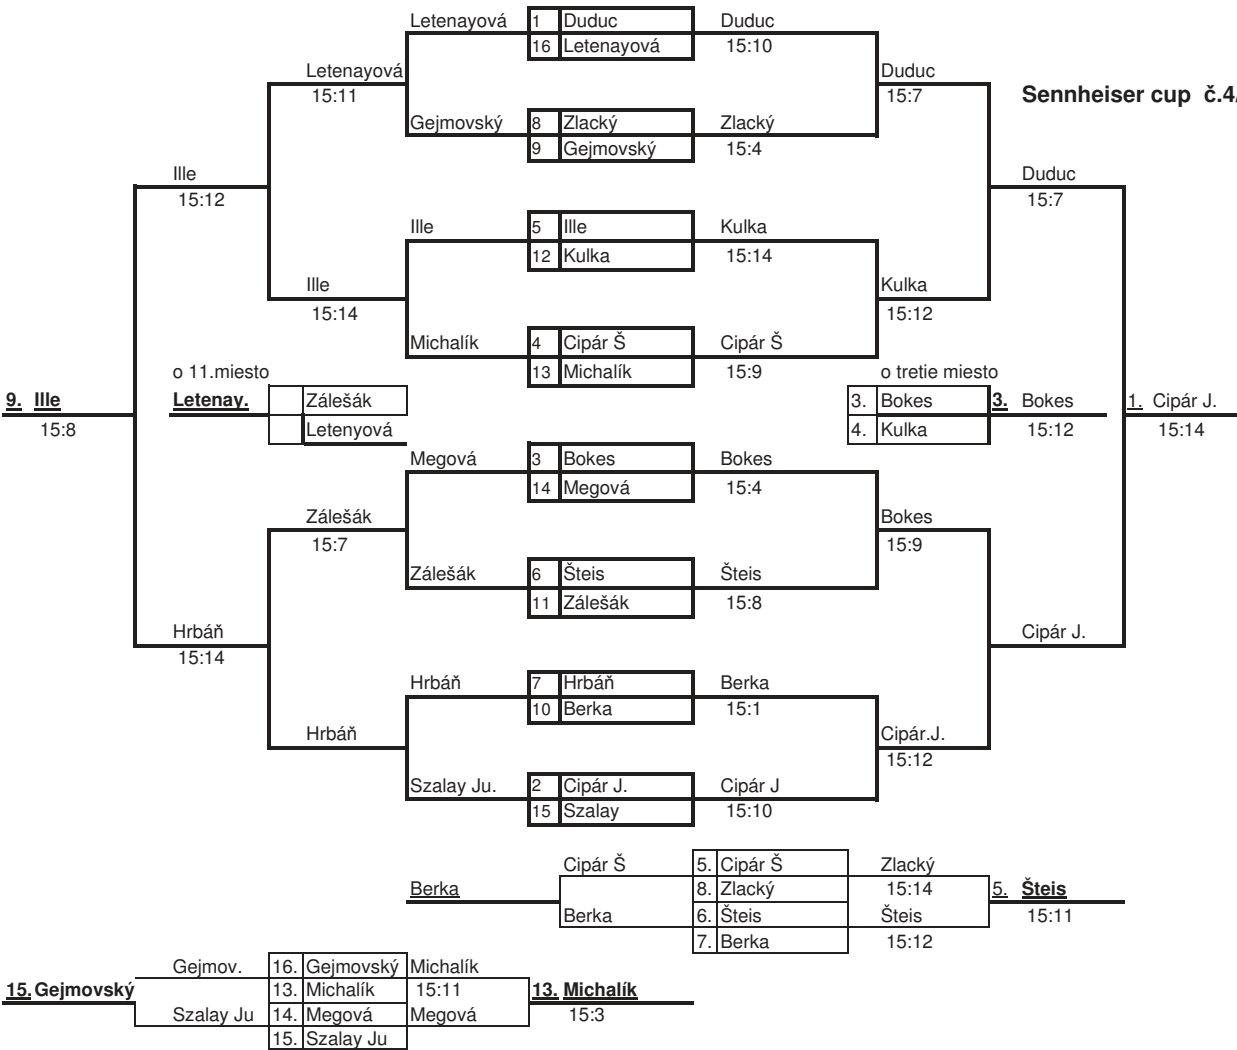 Letenayová 1 Duduc Duduc
16 Letenayová 15:10
Letenayová Duduc
15:11 15:7 Sennheiser cup č.4/
Gejmovský 8 Zlacký Zlacký
9 Gejmovský 15:4
Ille Duduc
15:12 15:7
Ille 5 Ille Kulka
12 Kulka 15:14
Ille Kulka
15:14 15:12
Michalík 4 Cipár Š Cipár Š
13 Michalík 15:9
o 11.miesto o tretie miesto
9. Ille Letenay. Zálešák 3. Bokes 3. Bokes 1. Cipár J.
15:8 Letenyová 4. Kulka 15:12 15:14
Megová 3 Bokes Bokes
14 Megová 15:4
Zálešák Bokes
15:7 15:9
Zálešák 6 Šteis Šteis
11 Zálešák 15:8
Hrbáň Cipár J.
15:14
Hrbáň 7 Hrbáň Berka
10 Berka 15:1
Hrbáň Cipár.J.
15:12
Szalay Ju. 2 Cipár J. Cipár J
15 Szalay 15:10
Cipár Š 5. Cipár Š Zlacký
Berka 8. Zlacký 15:14 5. Šteis
Berka 6. Šteis Šteis 15:11
7. Berka 15:12
Gejmov. 16. Gejmovský Michalík
15. Gejmovský 13. Michalík 15:11 13. Michalík
Szalay Ju 14. Megová Megová 15:3
15. Szalay Ju